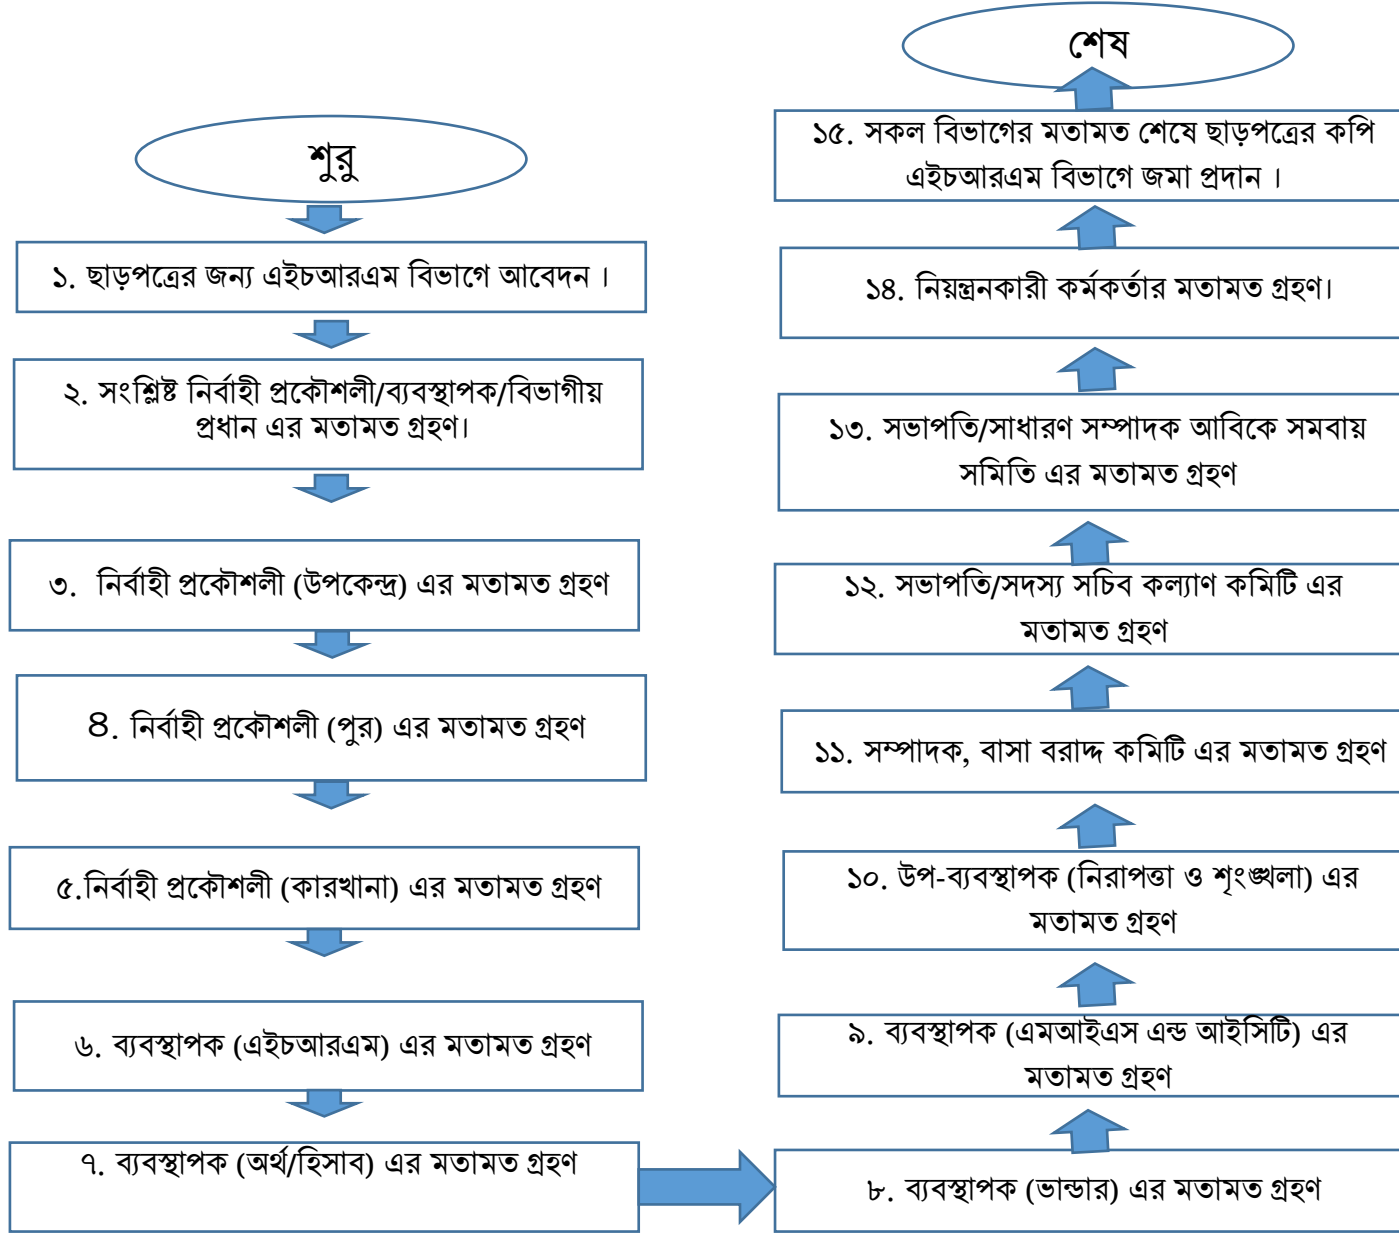 শুরু
১. ছাড়পত্রের জন্য এইচআরএম বিভাগে আবেদন ।
২. সংশ্লিষ্ট নির্বাহী প্রকৌশলী/ব্যবস্থাপক/বিভাগীয়
প্রধান এর মতামত গ্রহণ।
৩. নির্বাহী প্রকৌশলী (উপকেন্দ্র) এর মতামত গ্রহণ
৪. নির্বাহী প্রকৌশলী (পুর) এর মতামত গ্রহণ
৫.নির্বাহী প্রকৌশলী (কারখানা) এর মতামত গ্রহণ
৬. ব্যবস্থাপক (এইচআরএম) এর মতামত গ্রহণ
৭. ব্যবস্থাপক (অর্থ/হিসাব) এর মতামত গ্রহণ
৮. ব্যবস্থাপক (ভান্ডার) এর মতামত গ্রহণ
৯. ব্যবস্থাপক (এমআইএস এন্ড আইসিটি) এর
মতামত গ্রহণ
১০. উপ-ব্যবস্থাপক (নিরাপত্তা ও শৃংঙ্খলা) এর
মতামত গ্রহণ
১১. সম্পাদক, বাসা বরাদ্দ কমিটি এর মতামত গ্রহণ
১২. সভাপতি/সদস্য সচিব কল্যাণ কমিটি এর
মতামত গ্রহণ
১৩. সভাপতি/সাধারণ সম্পাদক আবিকে সমবায়
সমিতি এর মতামত গ্রহণ
১৪. নিয়ন্ত্রনকারী কর্মকর্তার মতামত গ্রহণ।
১৫. সকল বিভাগের মতামত শেষে ছাড়পত্রের কপি
এইচআরএম বিভাগে জমা প্রদান ।
শেষ